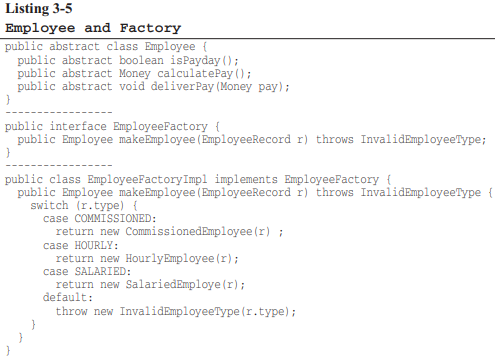 Listing 3-5
Employee and Factory
public abstract class Employee {
public abstract boolean isPayday();
public abstract Money calculatePay();
public abstract void deliverPay(Money pay);
}
-----------------
public interface EmployeeFactory {
public Employee makeEmployee(EmployeeRecord r) throws InvalidEmployeeType;
}
-----------------
public class EmployeeFactoryImpl implements EmployeeFactory {
public Employee makeEmployee(EmployeeRecord r) throws InvalidEmployeeType {
switch (r.type) {
case COMMISSIONED:
return new CommissionedEmployee(r) ;
case HOURLY:
return new HourlyEmployee(r);
case SALARIED:
return new SalariedEmploye(r);
default:
throw new InvalidEmployeeType(r.type);
}
}
}